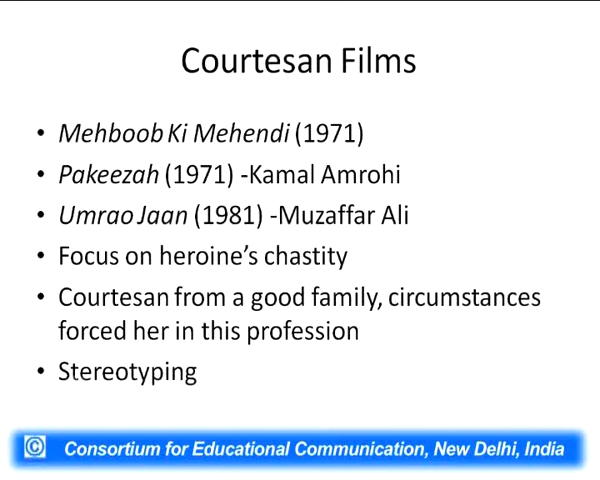 Courtesan Films
• Mehboob Ki Mehendi (1971)
• Pakeezah (1971) -Kamal Amrohi
• Umrao Jaan (1981) -Muzaffar Ali
• Focus on heroine's chastity
• Courtesan from a good family, circumstances
forced her in this profession
• Stereotyping
© Consortium for Educational Communication, New Delhi, India